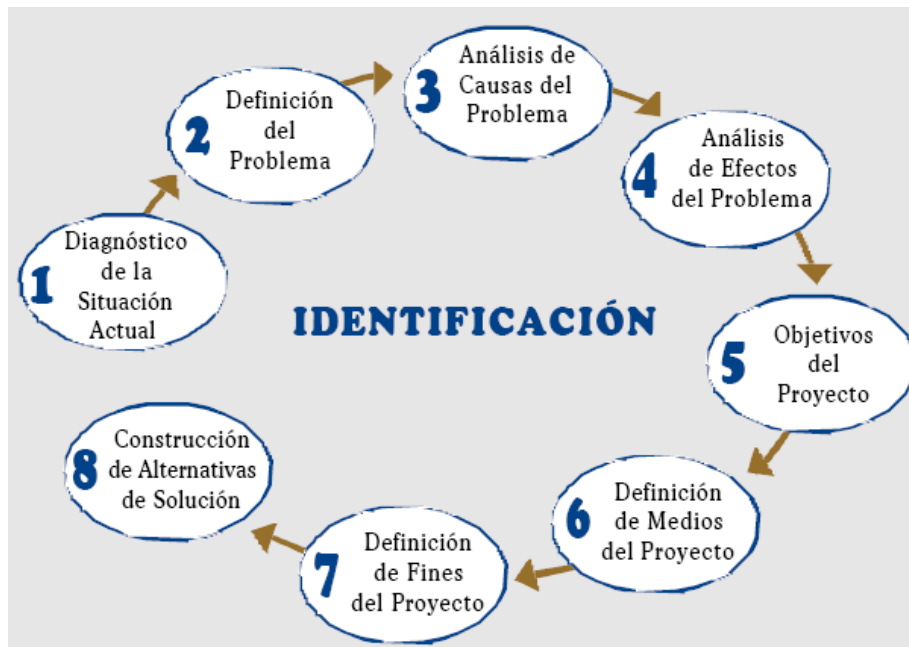 1
Diagnóstico
de la
Situación
Actual
2
Definición
del
Problema
3
Análisis de
Causas del
Problema
4
Análisis
de Efectos
del Problema
5
Objetivos
del
Proyecto
6
Definición
de Medios
del Proyecto
7
Definición
de Fines
del Proyecto
8
Construcción
de Alternativas
de Solución
IDENTIFICACIÓN